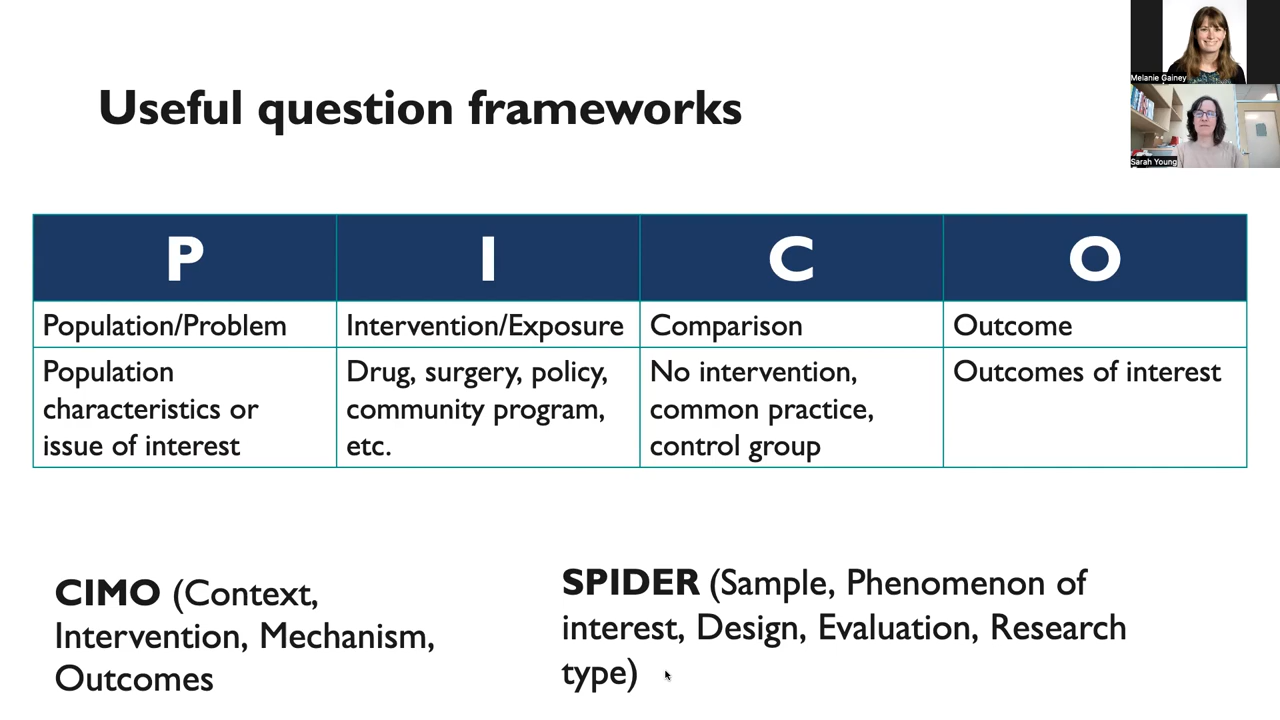 Useful question frameworks
Melanie Gainey
Sarah Young
P I C O
Population/Problem Intervention/Exposure Comparison Outcome
Population Drug, surgery, policy, No intervention, Outcomes of interest
characteristics or community program, common practice,
issue of interest etc. control group
CIMO (Context,
Intervention, Mechanism,
Outcomes
SPIDER (Sample, Phenomenon of
interest, Design, Evaluation, Research
type)